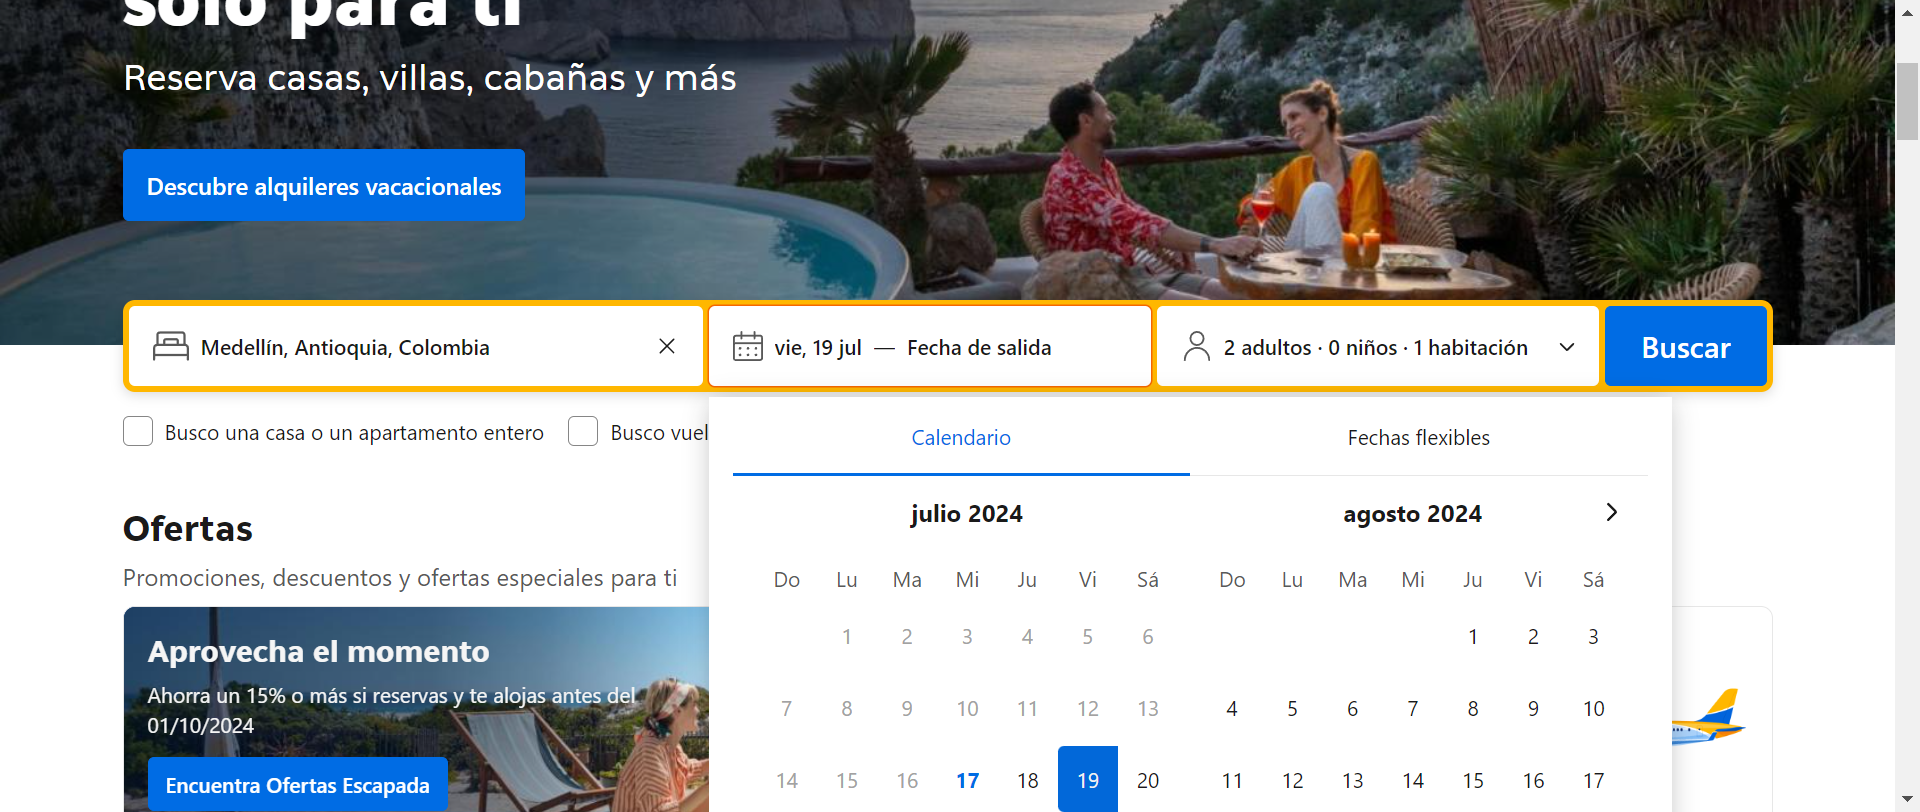 solo para ti
Reserva casas, villas, cabañas y más
Descubre alquileres vacacionales
Medellín, Antioquia, Colombia
vie, 19 jul — Fecha de salida
2 adultos · 0 niños · 1 habitación
Buscar
Busco una casa o un apartamento entero
Busco vuel
Calendario
Fechas flexibles
julio 2024
Do Lu Ma Mi Ju Vi Sá
1 2 3 4 5 6
7 8 9 10 11 12 13
14 15 16 17 18 19 20
agosto 2024
Do Lu Ma Mi Ju Vi Sá
1 2 3
4 5 6 7 8 9 10
11 12 13 14 15 16 17
Ofertas
Promociones, descuentos y ofertas especiales para ti
Aprovecha el momento
Ahorra un 15% o más si reservas y te alojas antes del
01/10/2024
Encuentra Ofertas Escapada